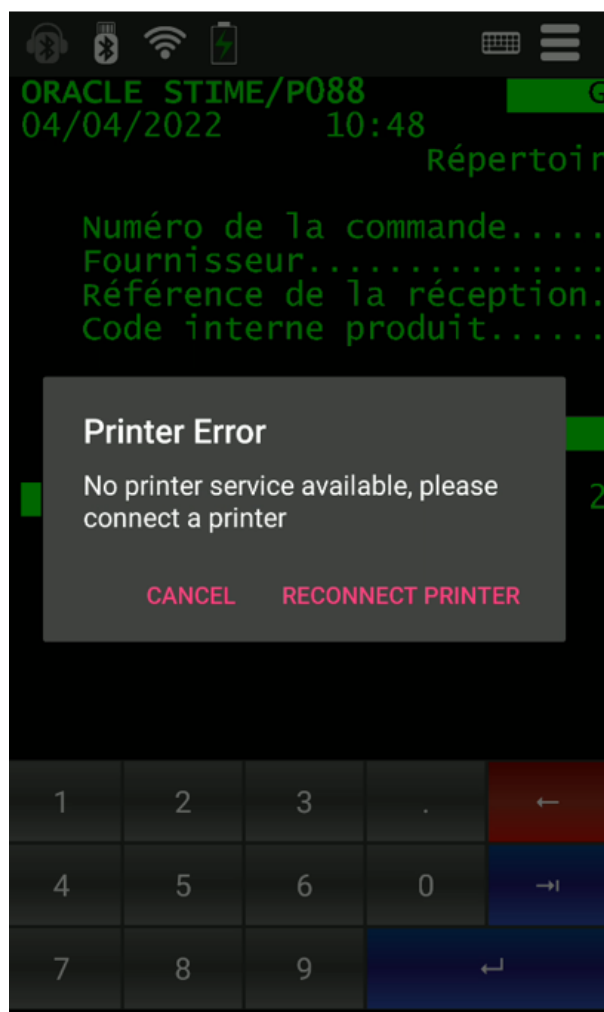 ORACLE STIME/P088 G
04/04/2022 10:48
Répertoir
Numéro de la commande.....
Fournisseur...............
Référence de la réception.
Code interne produit......
Printer Error
No printer service available, please
connect a printer
2
CANCEL RECONNECT PRINTER
1 2 3 . ←
4 5 6 0 →I
7 8 9 ↵